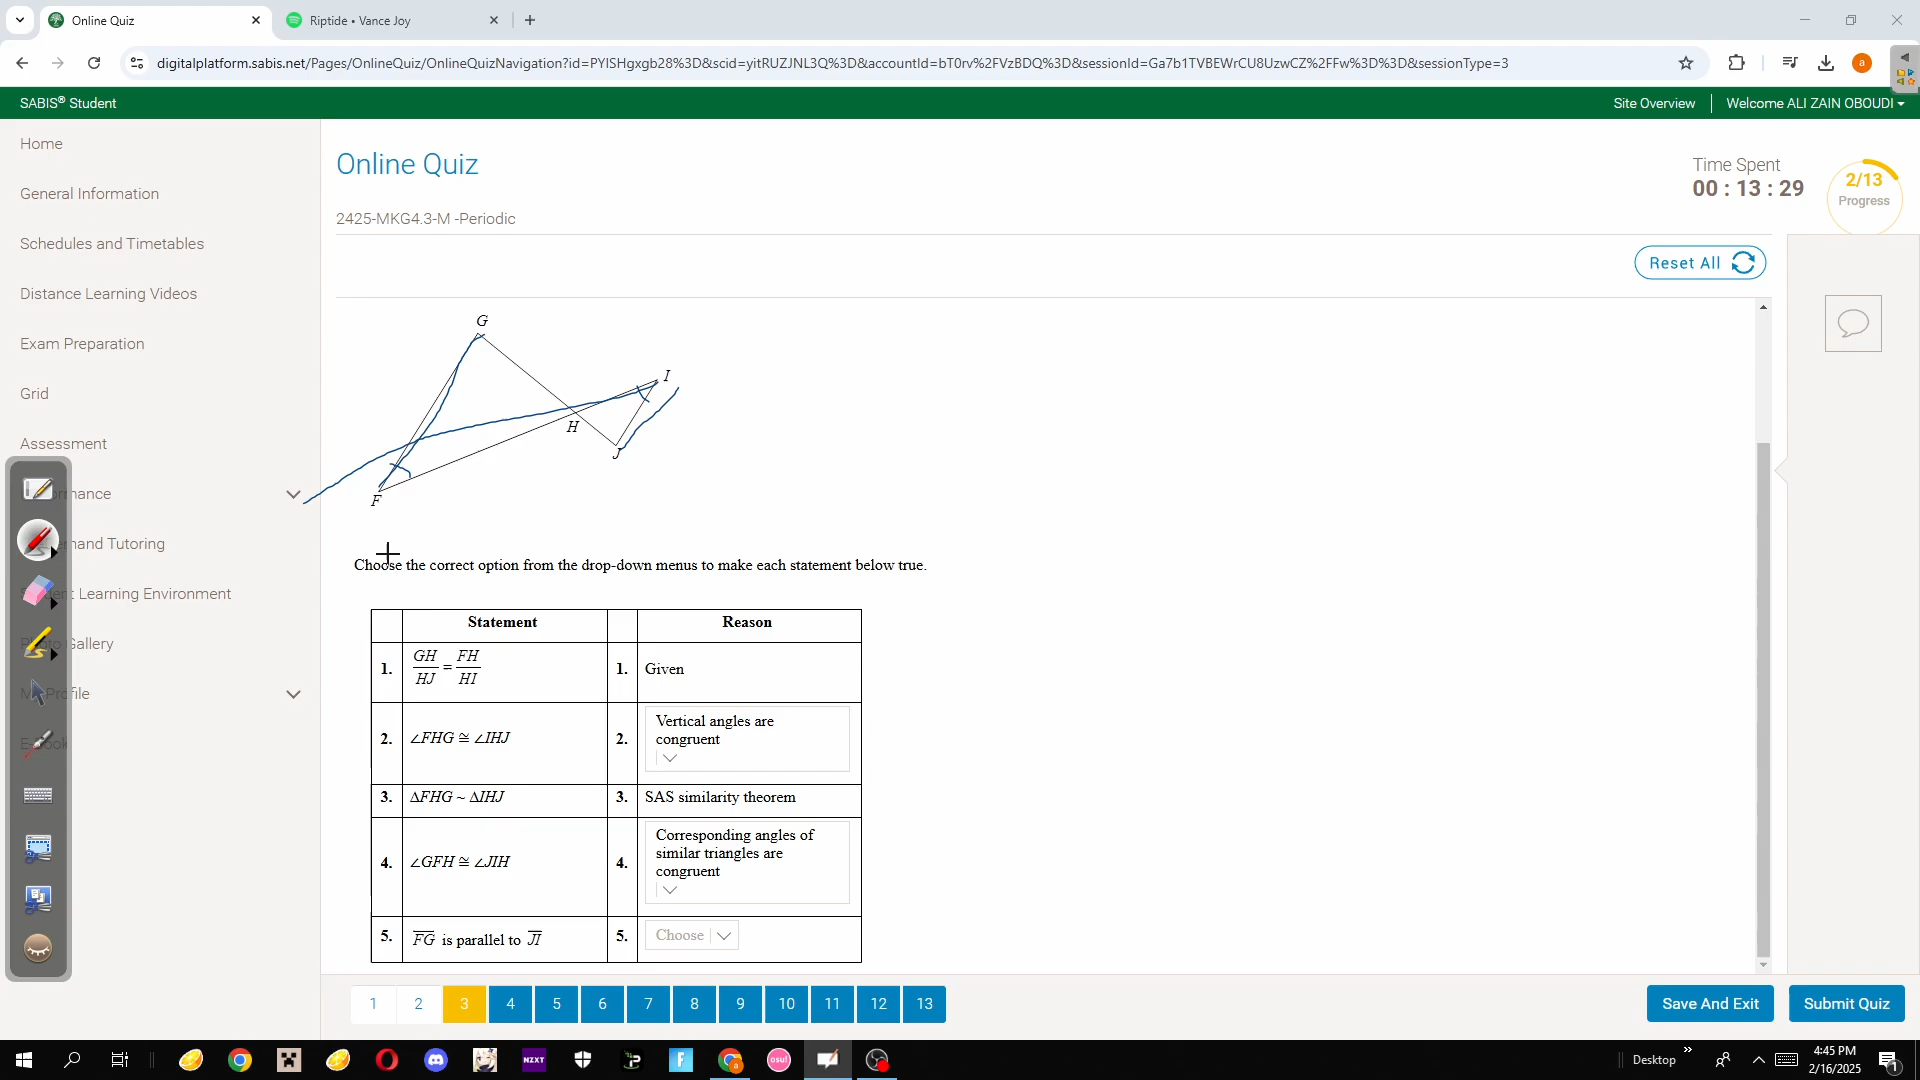 Online Quiz
Riptide • Vance Joy
digitalplatform.sabis.net/Pages/OnlineQuiz/OnlineQuizNavigation?id=PYlSHgxgb28%3D&scid=yitRUZJNL3Q%3D&accountId=bT0rv%2FVzBDQ%3D&sessionId=Ga7b1TVBEWrCU8UzwCZ%2FFw%3D%3D&sessionType=3
a
SABIS® Student
Site Overview
Welcome ALI ZAIN OBOUDI
Home
General Information
Schedules and Timetables
Distance Learning Videos
Exam Preparation
Grid
Assessment
Student Learning Environment
Online Quiz
Time Spent
00 : 13 : 29
2/13
Progress
2425-MKG4.3-M -Periodic
Reset All
G
I
H
J
F
Choose the correct option from the drop-down menus to make each statement below true.
Statement
Reason
1.
GH/HJ = FH/HI
1.
Given
2.
∠FHG ≅ ∠IHJ
2.
Vertical angles are
congruent
3.
ΔFHG ~ ΔIHJ
3.
SAS similarity theorem
4.
∠GFH ≅ ∠JIH
4.
Corresponding angles of
similar triangles are
congruent
5.
FG is parallel to JI
5.
Choose
1 2 3 4 5 6 7 8 9 10 11 12 13
Save And Exit
Submit Quiz
NZXT
osu!
Desktop
4:45 PM
2/16/2025
1